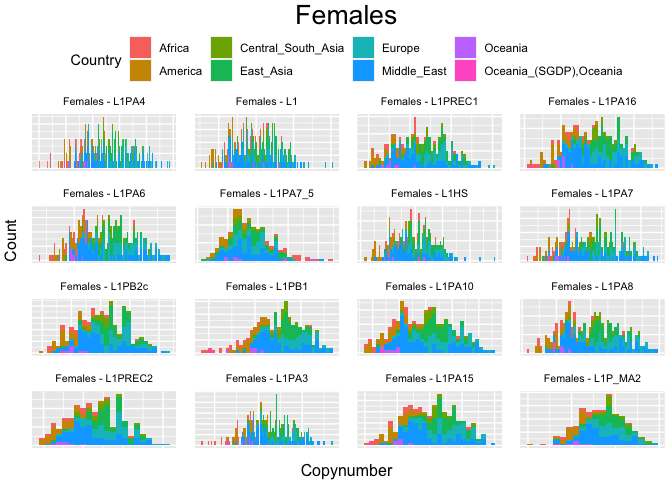 Females
Country
Africa
Central_South_Asia
Europe
Oceania
America
East_Asia
Middle_East
Oceania_(SGDP),Oceania
Females - L1PA4
Females - L1
Females - L1PREC1
Females - L1PA16
Females - L1PA6
Females - L1PA7_5
Females - L1HS
Females - L1PA7
Females - L1PB2c
Females - L1PB1
Females - L1PA10
Females - L1PA8
Females - L1PREC2
Females - L1PA3
Females - L1PA15
Females - L1P_MA2
Count
Copynumber